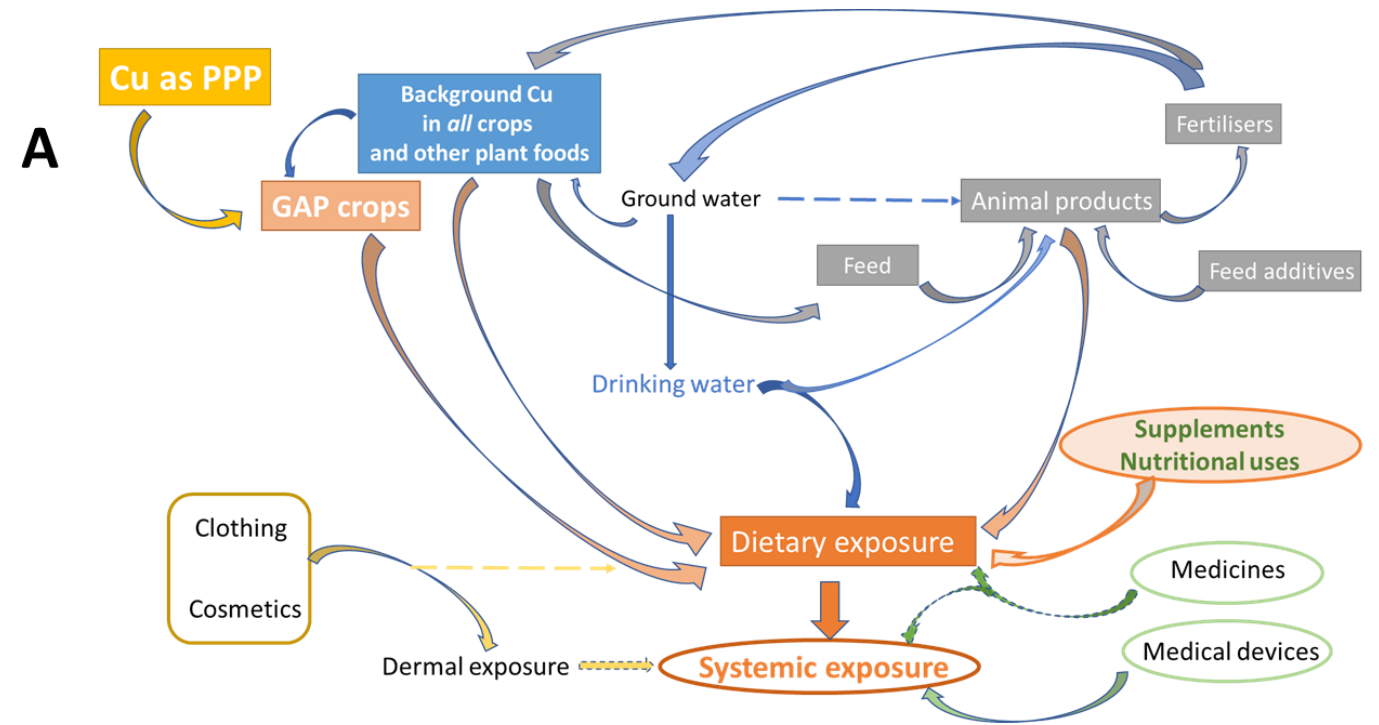 A
Cu as PPP
Background Cu
in all crops
and other plant foods
GAP crops
Ground water
Fertilisers
Animal products
Feed
Feed additives
Drinking water
Supplements
Nutritional uses
Clothing
Cosmetics
Dietary exposure
Medicines
Medical devices
Dermal exposure
Systemic exposure